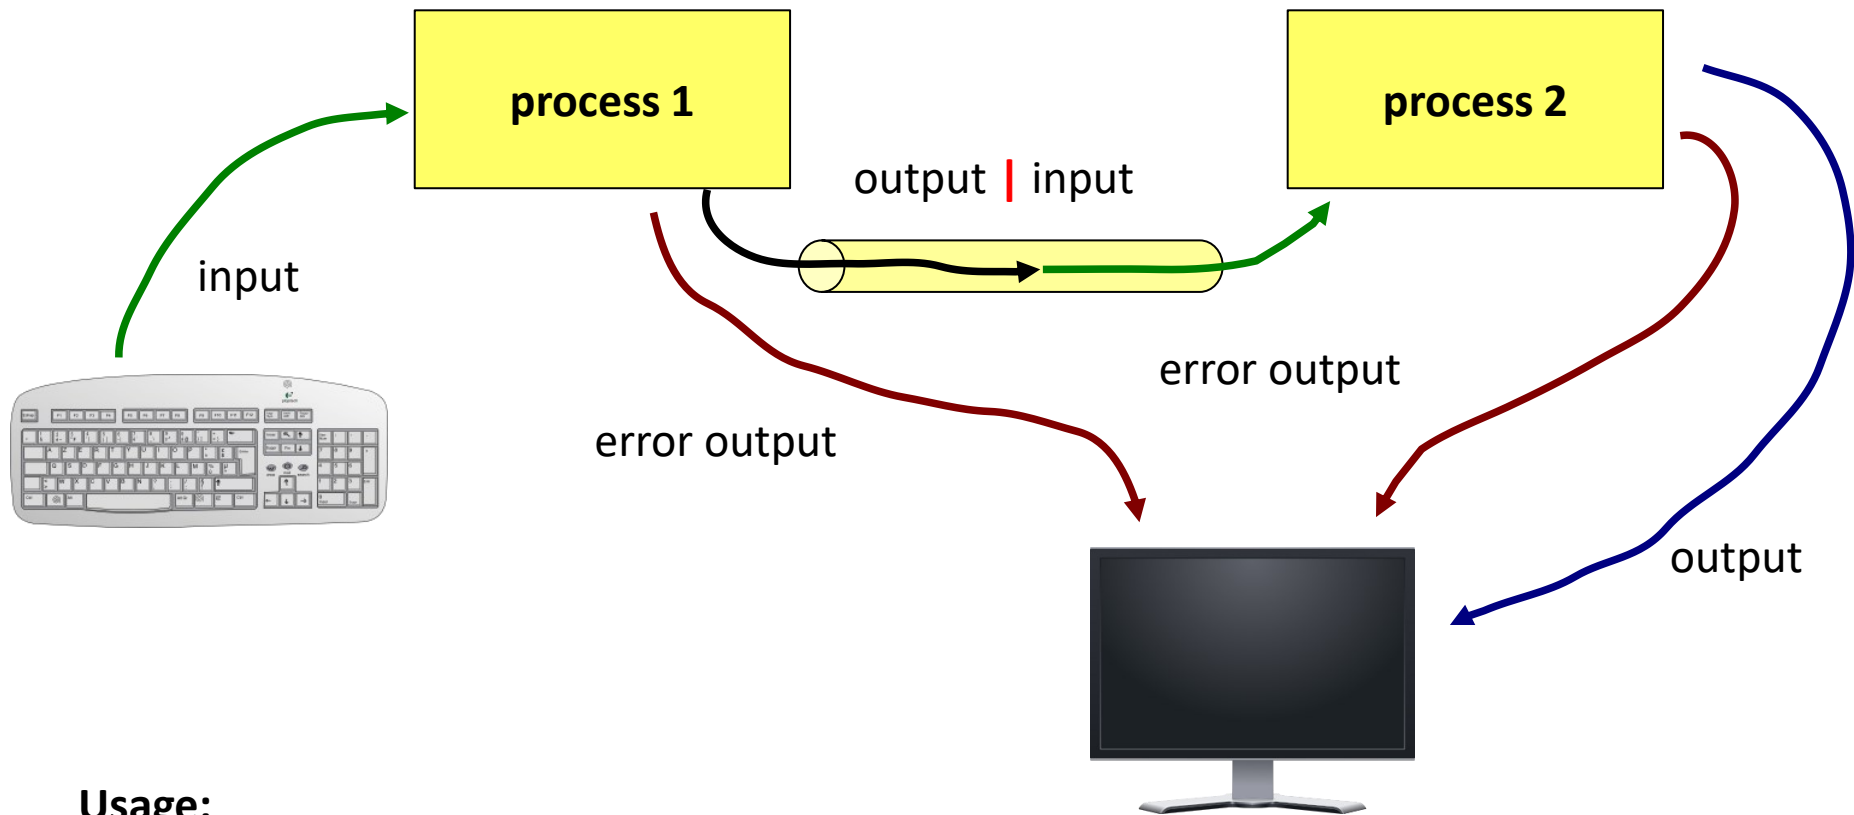 process 1
process 2
output | input
input
error output
error output
output
Usage: